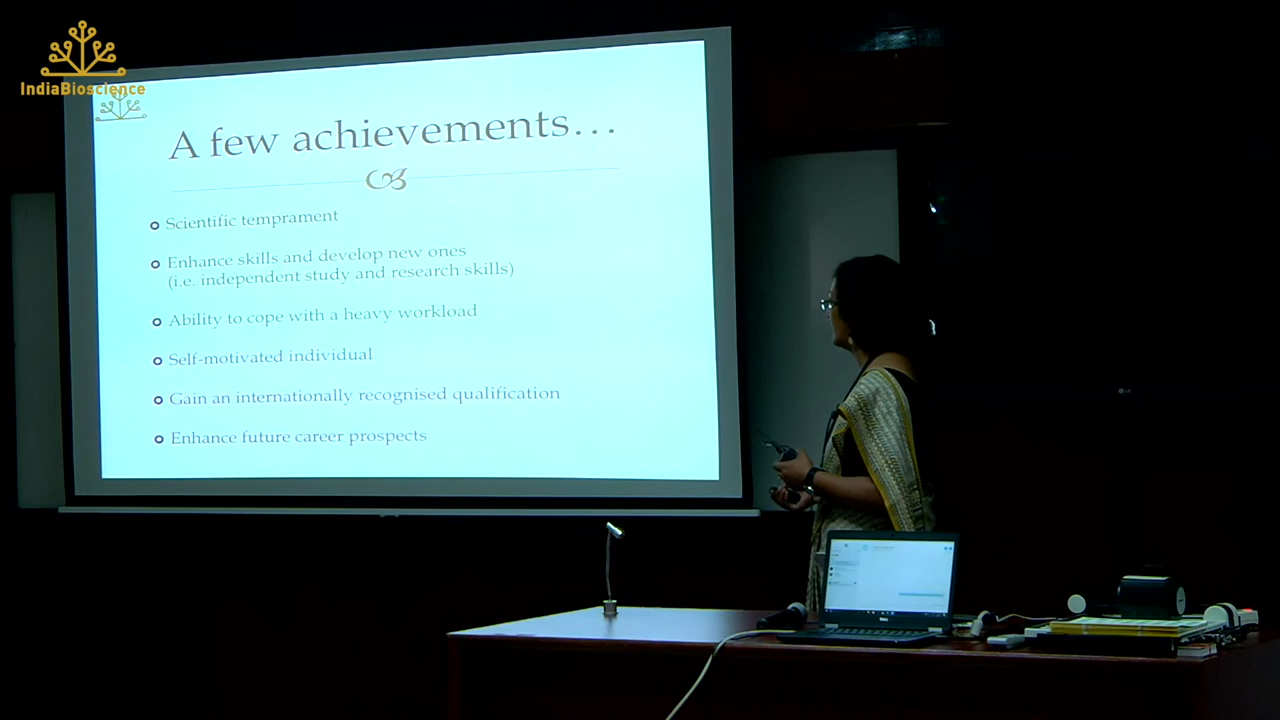 IndiaBioscience
A few achievements...
Scientific temprament
Enhance skills and develop new ones
(i.e. independent study and research skills)
Ability to cope with a heavy workload
Self-motivated individual
Gain an internationally recognised qualification
Enhance future career prospects
DELL